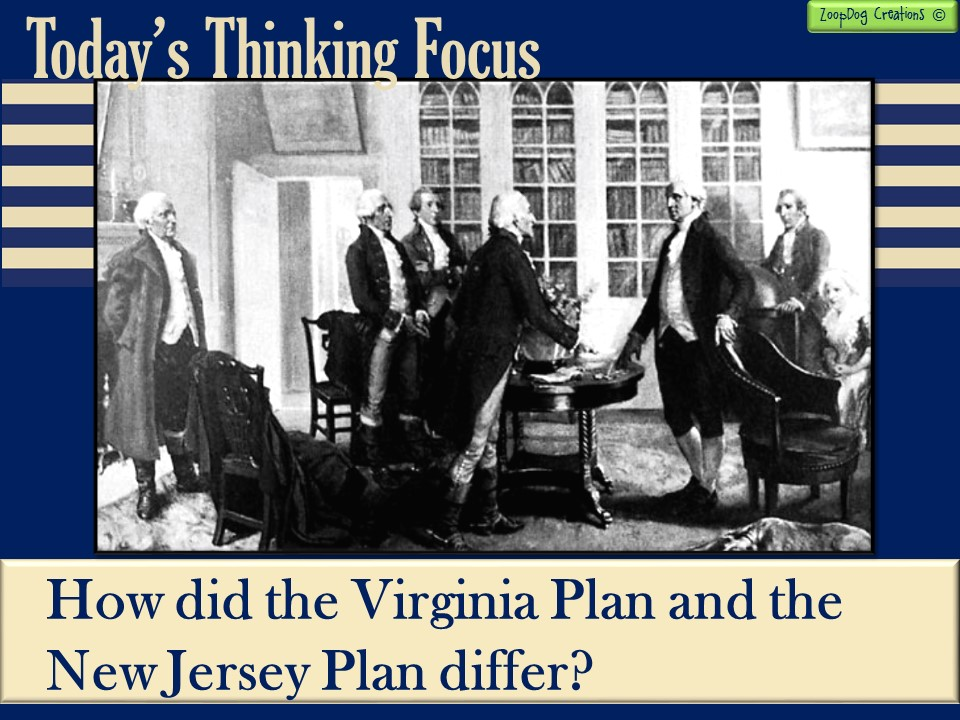 ZoopDog Creations ©
Today's Thinking Focus
How did the Virginia Plan and the
New Jersey Plan differ?